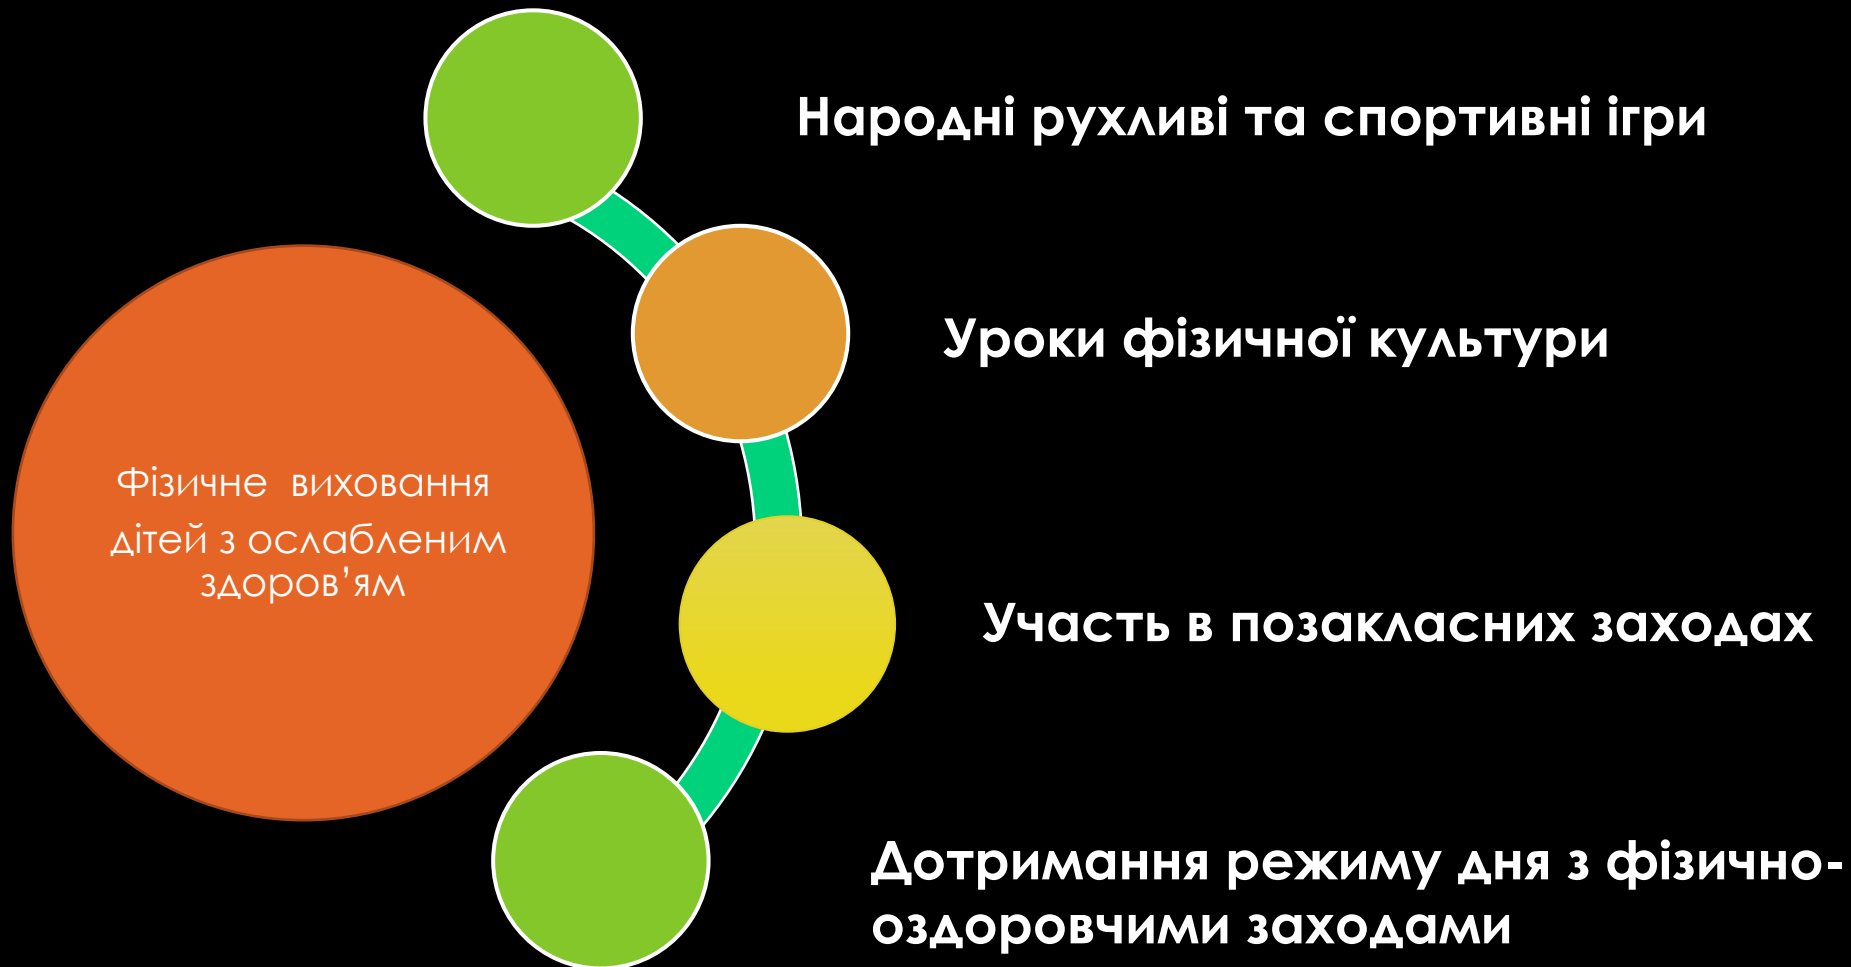 Народні рухливі та спортивні ігри
Уроки фізичної культури
Фізичне виховання
дітей з ослабленим
здоров’ям
Участь в позакласних заходах
Дотримання режиму дня з фізично-
оздоровчими заходами